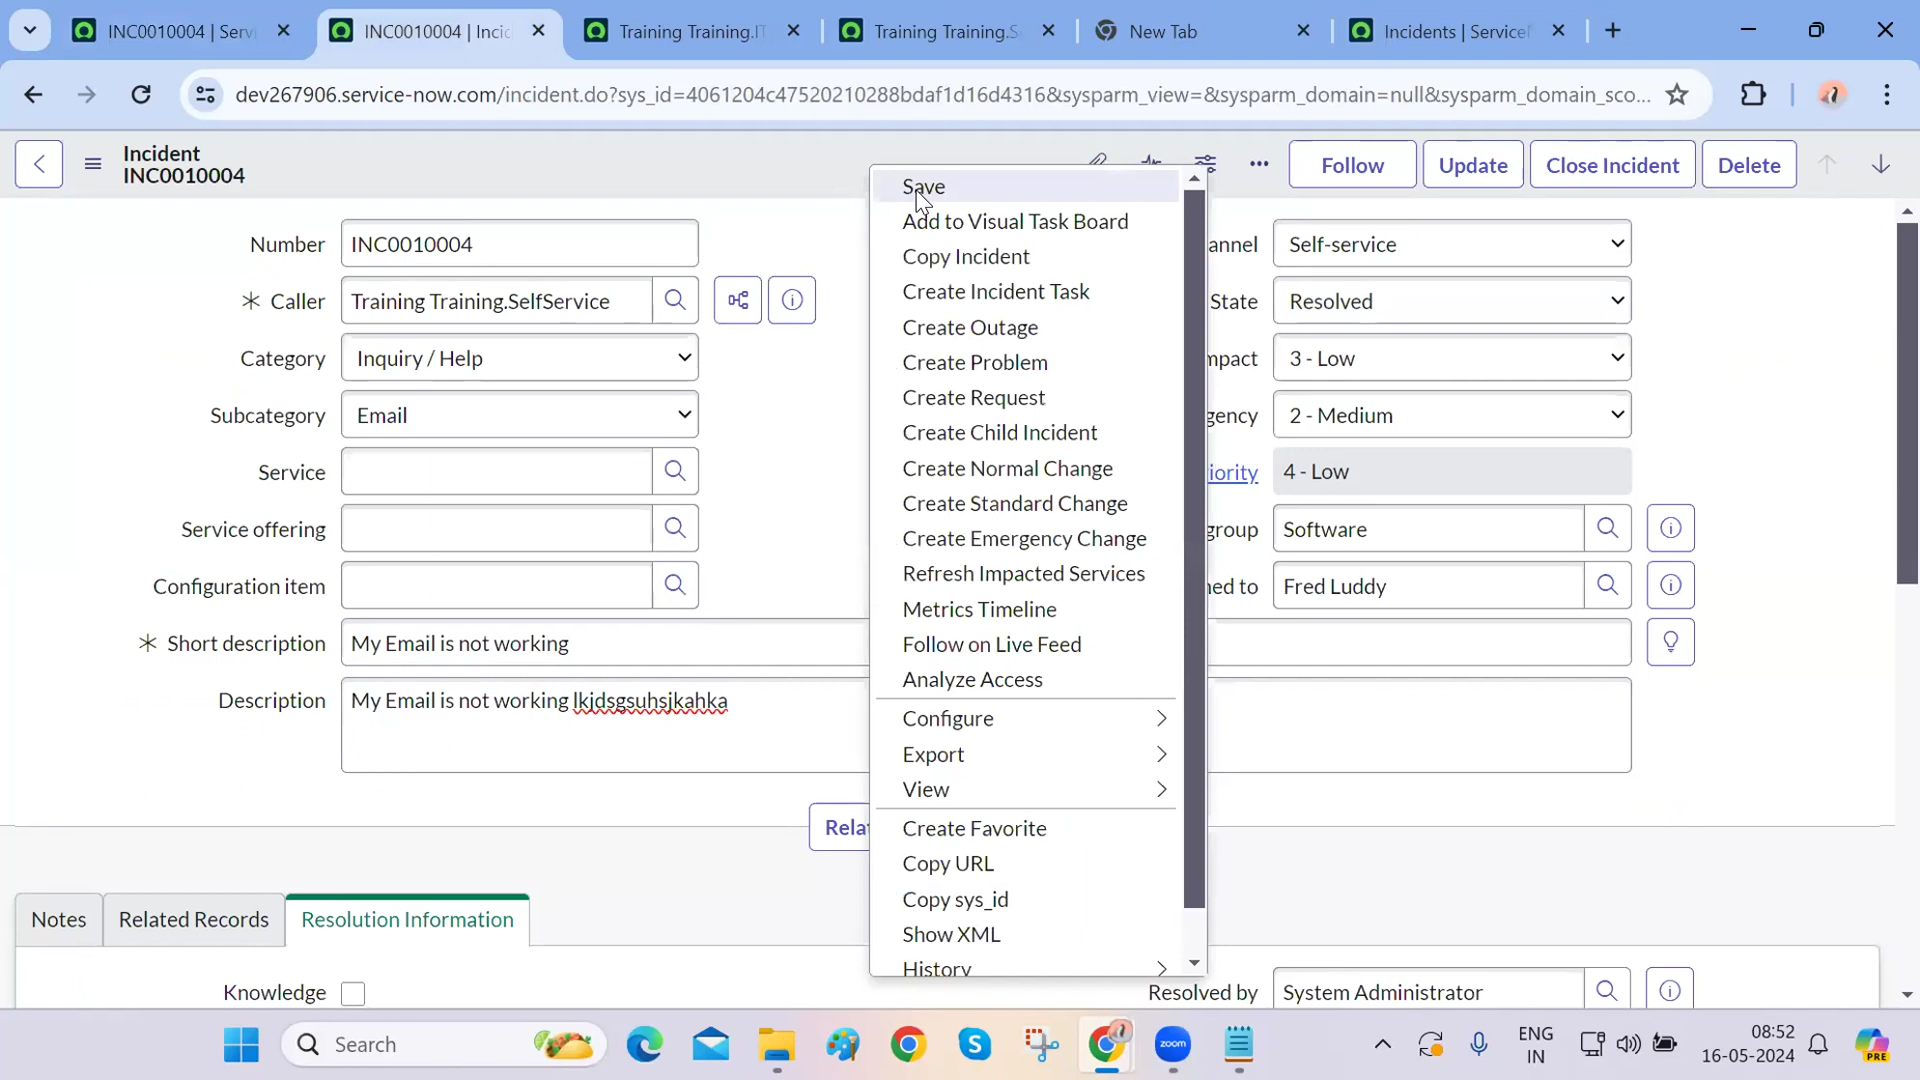 INC0010004 | Serv
INC0010004 | Incid
Training Training.IT
Training Training.S
New Tab
Incidents | Service
dev267906.service-now.com/incident.do?sys_id=4061204c47520210288bdaf1d16d4316&sysparm_view=&sysparm_domain=null&sysparm_domain_sco...
Incident
INC0010004
Follow
Update
Close Incident
Delete
Number
INC0010004
Caller
Training Training.SelfService
Category
Inquiry / Help
Subcategory
Email
Service
Service offering
Configuration item
Short description
My Email is not working
Description
My Email is not working lkjdsgsuhsjkahka
Save
Add to Visual Task Board
Copy Incident
Create Incident Task
Create Outage
Create Problem
Create Request
Create Child Incident
Create Normal Change
Create Standard Change
Create Emergency Change
Refresh Impacted Services
Metrics Timeline
Follow on Live Feed
Analyze Access
Configure
Export
View
Create Favorite
Copy URL
Copy sys_id
Show XML
History
annel
Self-service
State
Resolved
mpact
3 - Low
gency
2 - Medium
iority
4 - Low
group
Software
ned to
Fred Luddy
Relat
Notes
Related Records
Resolution Information
Knowledge
Resolved by
System Administrator
Search
zoom
ENG
IN
08:52
16-05-2024
PRE